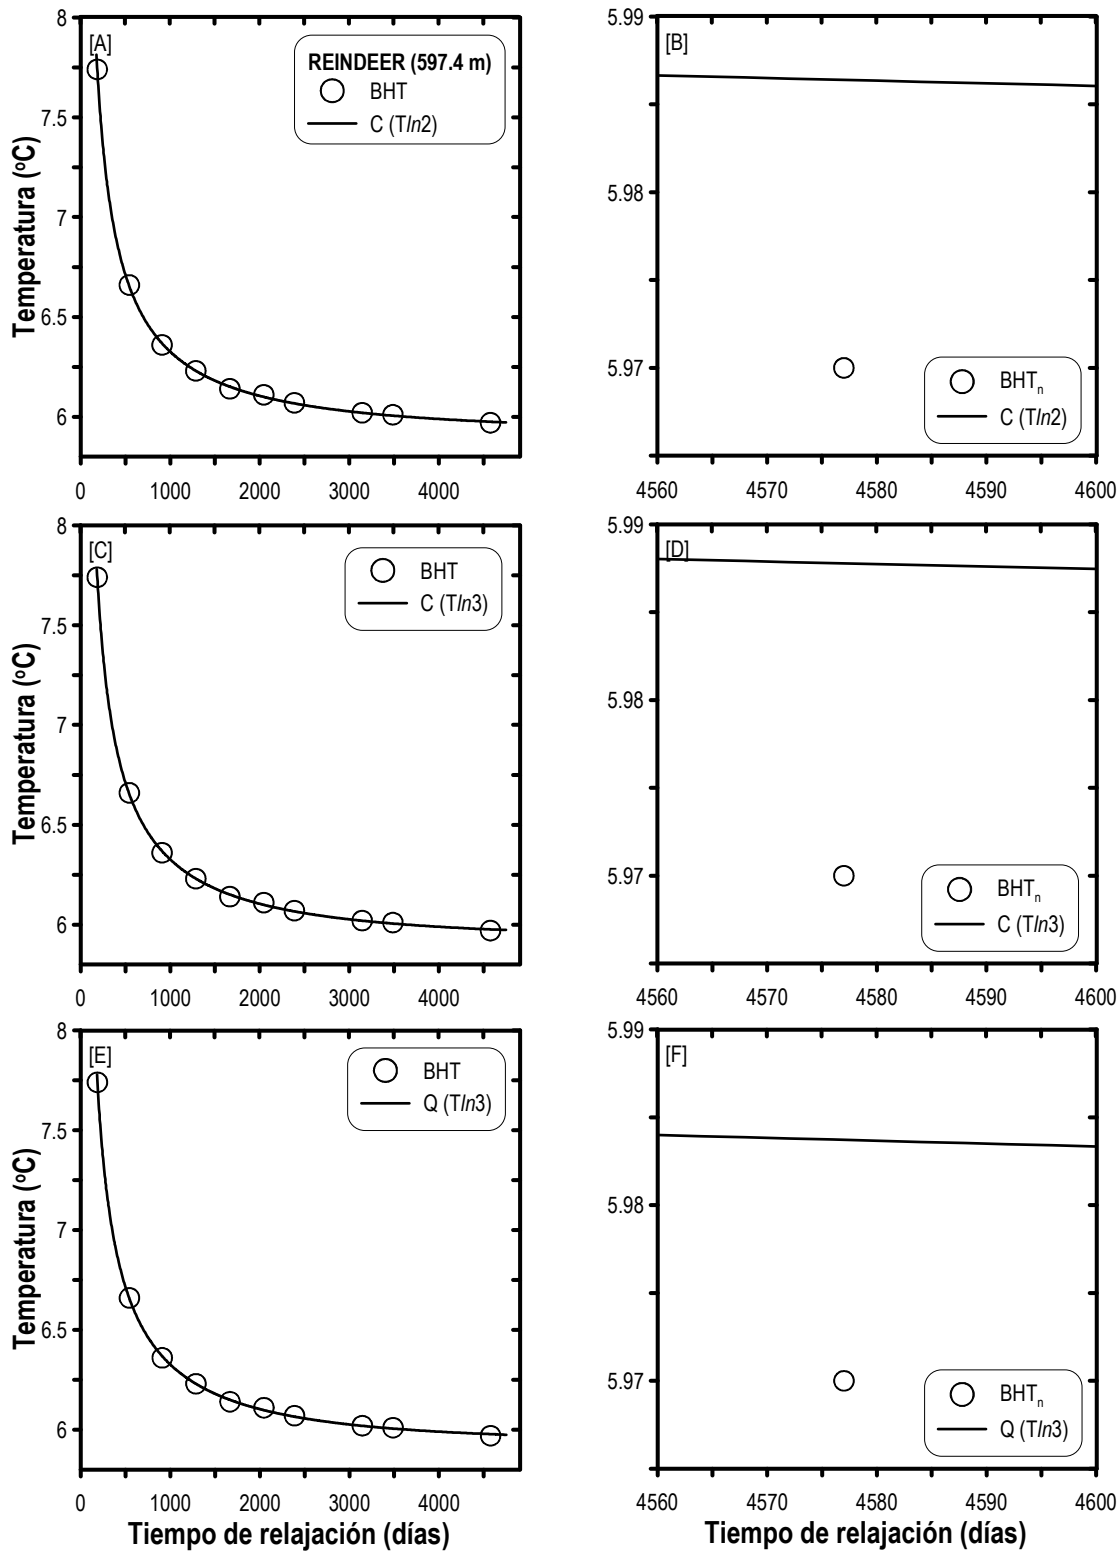 [A]
REINDEER (597.4 m)
BHT
C (Tln2)
8
7.5
7
6.5
6
0 1000 2000 3000 4000
Temperatura (ºC)
[B]
BHTn
C (Tln2)
5.99
5.98
5.97
4560 4570 4580 4590 4600
[C]
BHT
C (Tln3)
8
7.5
7
6.5
6
0 1000 2000 3000 4000
Temperatura (ºC)
[D]
BHTn
C (Tln3)
5.99
5.98
5.97
4560 4570 4580 4590 4600
[E]
BHT
Q (Tln3)
8
7.5
7
6.5
6
0 1000 2000 3000 4000
Temperatura (ºC)
Tiempo de relajación (días)
[F]
BHTn
Q (Tln3)
5.99
5.98
5.97
4560 4570 4580 4590 4600
Tiempo de relajación (días)